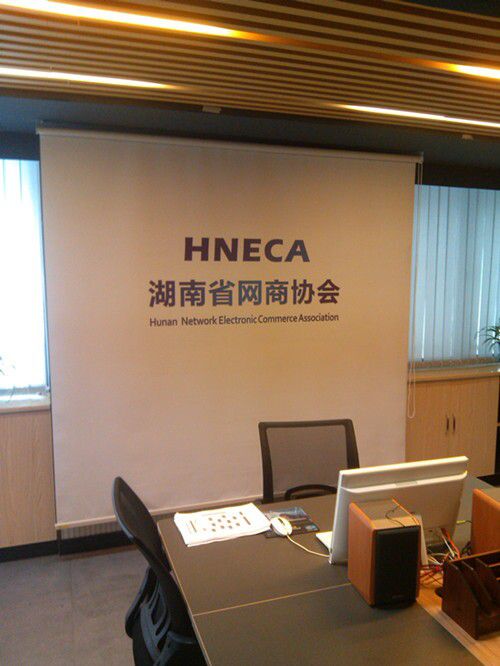 HNECA
湖南省网商协会
Hunan Network Electronic Commerce Association